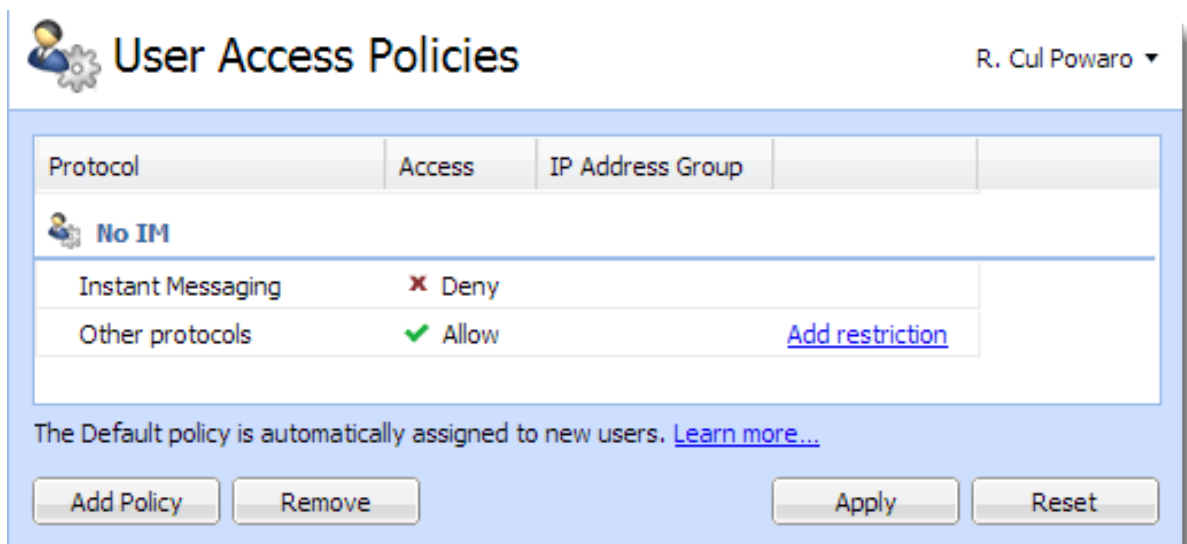 User Access Policies
R. Cul Powaro
Protocol Access IP Address Group
No IM
Instant Messaging Deny
Other protocols Allow Add restriction
The Default policy is automatically assigned to new users. Learn more...
Add Policy Remove Apply Reset